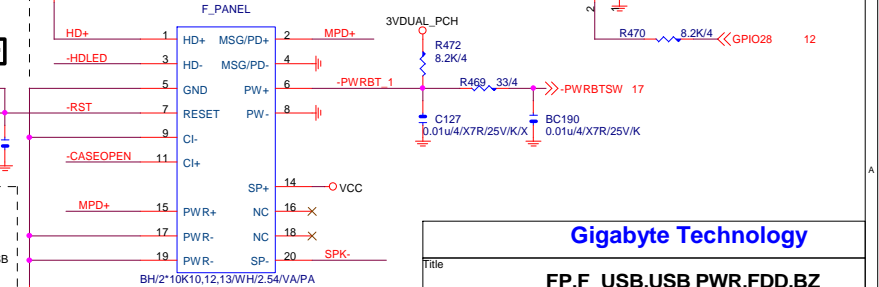 F_PANEL
HD+ 1 HD+ MSG/PD+ 2 MPD+
-HDLED 3 HD- MSG/PD- 4
5 GND PW+ 6 -PWRBT_1
-RST 7 RESET PW- 8
9 CI-
-CASEOPEN 11 CI+
SP+ 14 VCC
MPD+ 15 PWR+ NC 16
17 PWR- NC 18
19 PWR- SP- 20 SPK-
BH/2*10K10,12,13/WH/2.54/VA/PA
3VDUAL_PCH
R472
8.2K/4
R469 33/4
-PWRBTSW 17
C127
0.01u/4/X7R/25V/K/X
BC190
0.01u/4/X7R/25V/K
2
R470 8.2K/4
GPIO28 12
A
SB
Gigabyte Technology
Title
FP,F_USB,USB PWR,FDD,BZ